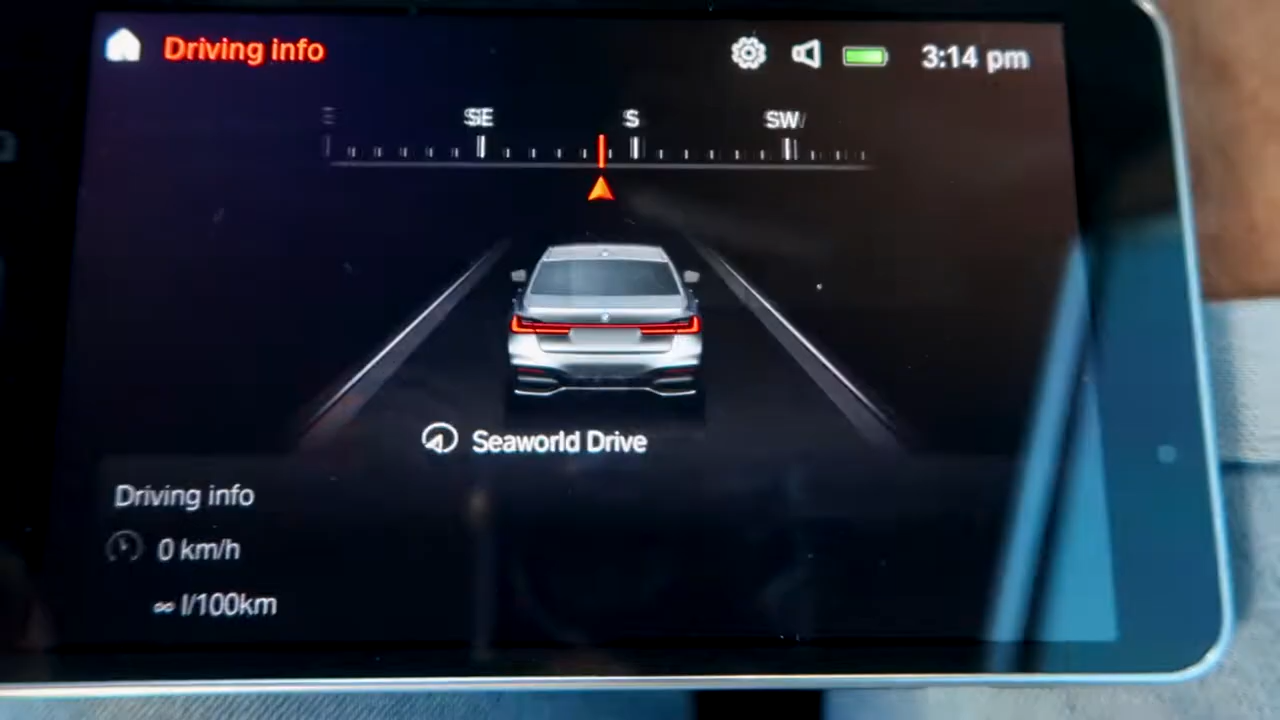 Driving info
3:14 pm
E SE S SW
Seaworld Drive
Driving info
0 km/h
∞ l/100km